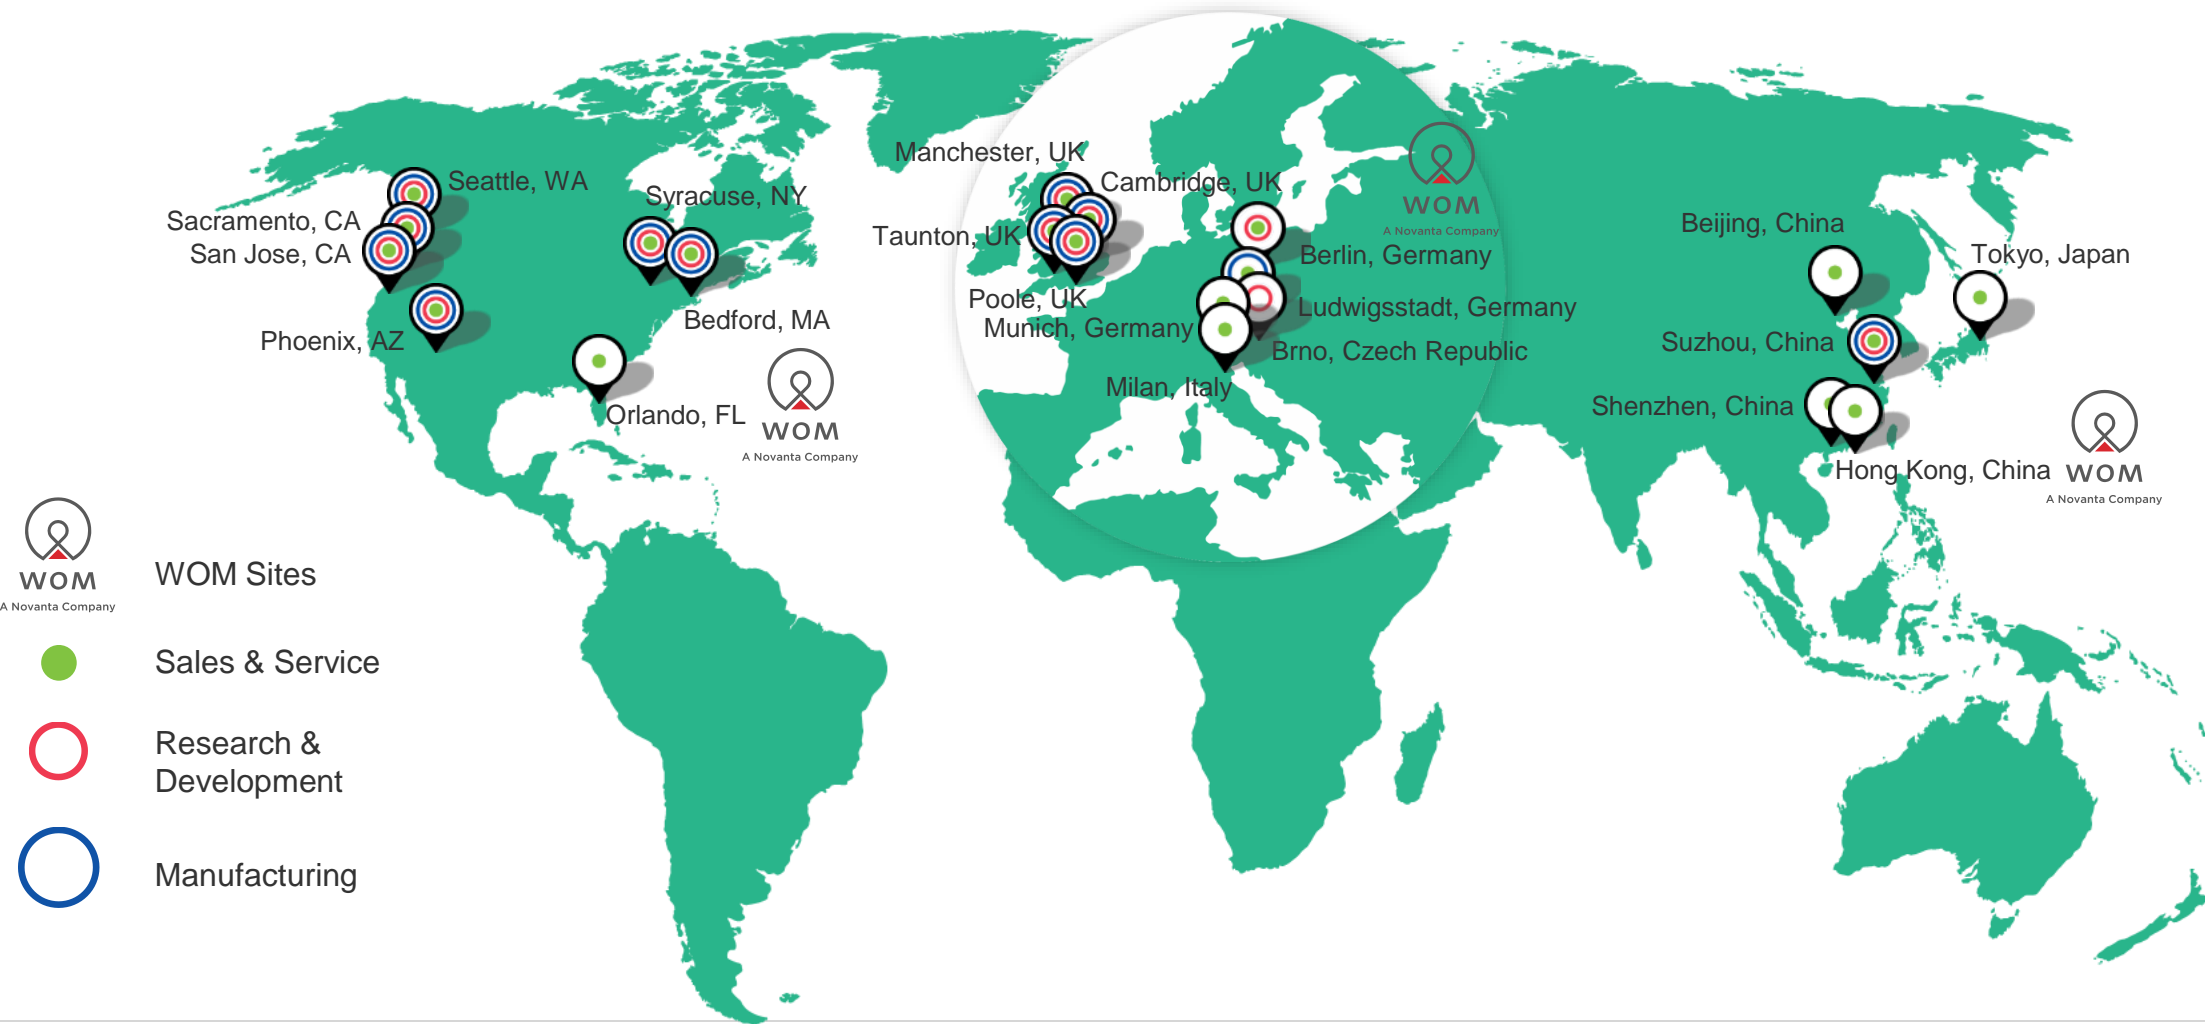 Manchester, UK
Seattle, WA
Cambridge, UK
Syracuse, NY
WOM
A Novanta Company
Sacramento, CA
Beijing, China
Taunton, UK
San Jose, CA
Berlin, Germany
Tokyo, Japan
Poole, UK
Ludwigsstadt, Germany
Bedford, MA
Munich, Germany
Phoenix, AZ
Suzhou, China
Brno, Czech Republic
Milan, Italy
Shenzhen, China
Orlando, FL
WOM
A Novanta Company
Hong Kong, China
WOM
A Novanta Company
WOM
A Novanta Company
WOM Sites
Sales & Service
Research &
Development
Manufacturing